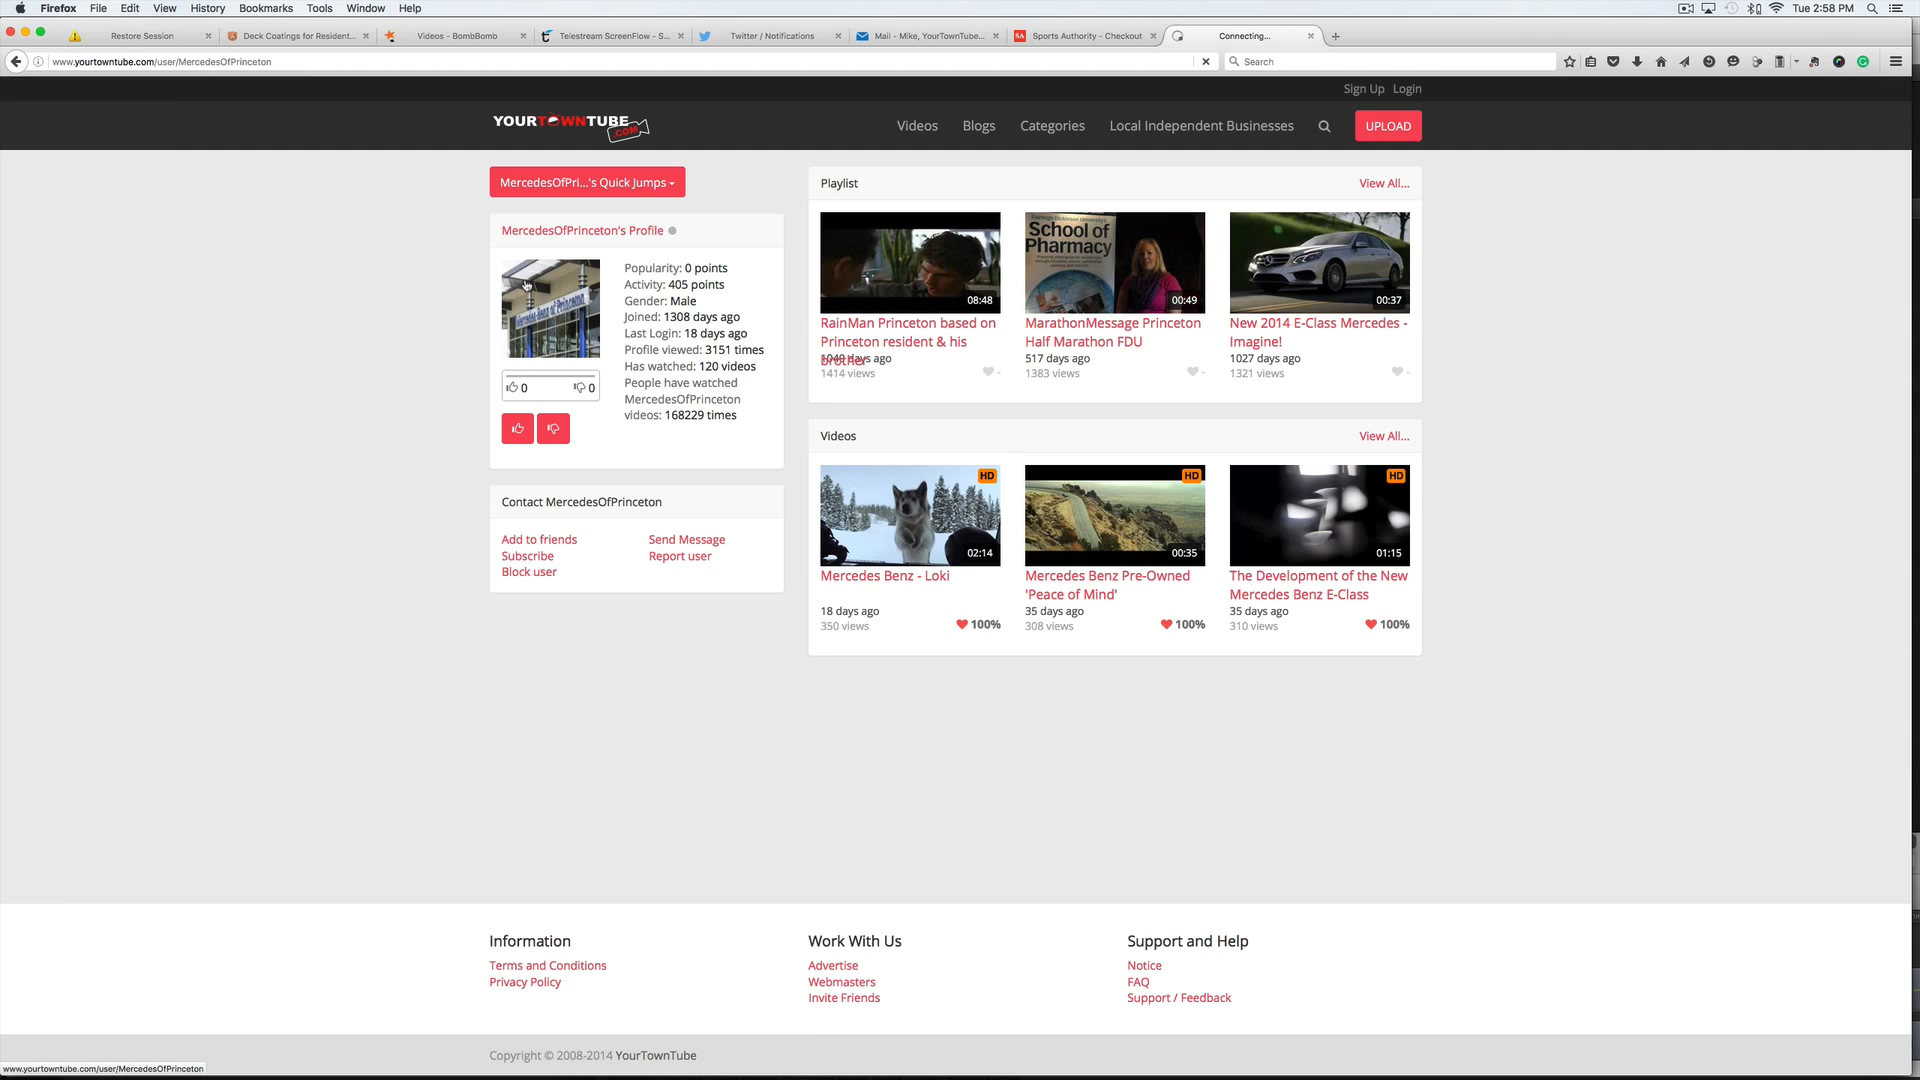 Firefox File Edit View History Bookmarks Tools Window Help Tue 2:58 PM
Restore Session Deck Coatings for Resident... Videos - BombBomb Telestream ScreenFlow - S... Twitter / Notifications Mail - Mike, YourTownTube... Sports Authority - Checkout Connecting...
www.yourtowntube.com/user/MercedesOfPrinceton Search
Sign Up Login
YOURTOWNTUBE .COM Videos Blogs Categories Local Independent Businesses UPLOAD
MercedesOfPri...'s Quick Jumps
MercedesOfPrinceton's Profile
Mercedes-Benz of Princeton
Popularity: 0 points
Activity: 405 points
Gender: Male
Joined: 1308 days ago
Last Login: 18 days ago
Profile viewed: 3151 times
Has watched: 120 videos
People have watched
MercedesOfPrinceton
videos: 168229 times
0 0
Contact MercedesOfPrinceton
Add to friends Send Message
Subscribe Report user
Block user
Playlist View All...
08:48
RainMan Princeton based on
Princeton resident & his
brother
1040 days ago
1414 views
-
Fairleigh Dickinson University's
School of
Pharmacy
00:49
MarathonMessage Princeton
Half Marathon FDU
517 days ago
1383 views
-
00:37
New 2014 E-Class Mercedes -
Imagine!
1027 days ago
1321 views
-
Videos View All...
HD
02:14
Mercedes Benz - Loki
18 days ago
350 views 100%
HD
00:35
Mercedes Benz Pre-Owned
'Peace of Mind'
35 days ago
308 views 100%
HD
01:15
The Development of the New
Mercedes Benz E-Class
35 days ago
310 views 100%
Information
Terms and Conditions
Privacy Policy
Work With Us
Advertise
Webmasters
Invite Friends
Support and Help
Notice
FAQ
Support / Feedback
Copyright © 2008-2014 YourTownTube
www.yourtowntube.com/user/MercedesOfPrinceton